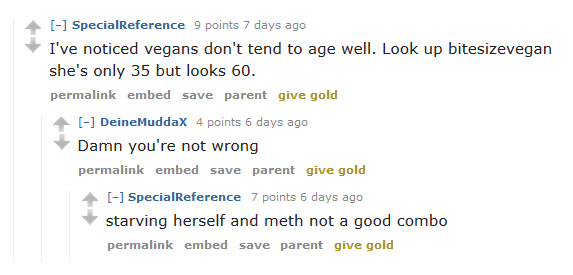 [-] SpecialReference 9 points 7 days ago
I've noticed vegans don't tend to age well. Look up bitesizevegan
she's only 35 but looks 60.
permalink embed save parent give gold
[-] DeineMuddaX 4 points 6 days ago
Damn you're not wrong
permalink embed save parent give gold
[-] SpecialReference 7 points 6 days ago
starving herself and meth not a good combo
permalink embed save parent give gold